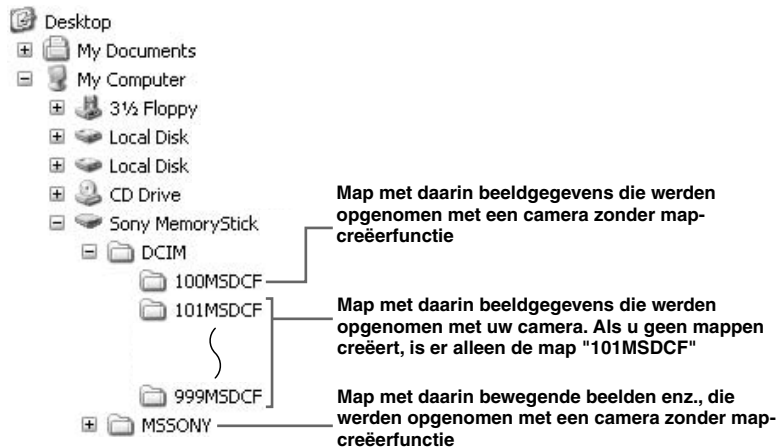 Desktop
My Documents
My Computer
3½ Floppy
Local Disk
Local Disk
CD Drive
Sony MemoryStick
DCIM
100MSDCF
101MSDCF
999MSDCF
MSSONY
Map met daarin beeldgegevens die werden
opgenomen met een camera zonder map-
creëerfunctie
Map met daarin beeldgegevens die werden
opgenomen met uw camera. Als u geen mappen
creëert, is er alleen de map "101MSDCF"
Map met daarin bewegende beelden enz., die
werden opgenomen met een camera zonder map-
creëerfunctie